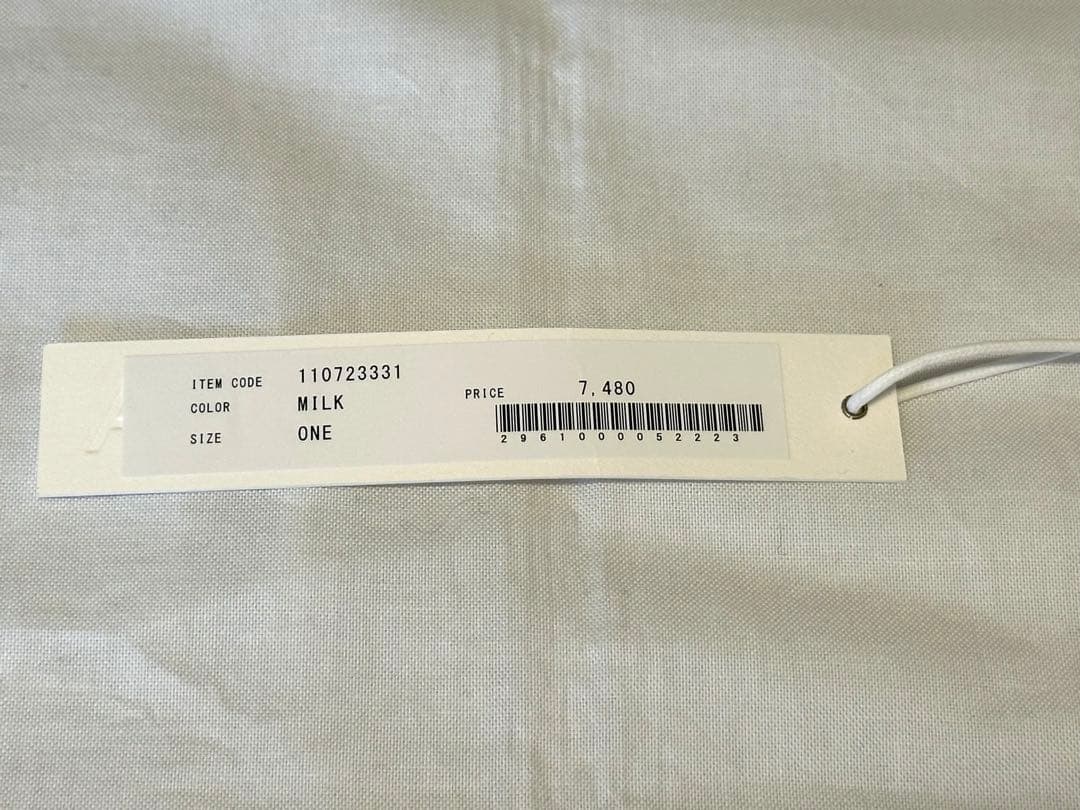 ITEM CODE 110723331
COLOR MILK
SIZE ONE
PRICE 7,480
2961000052223